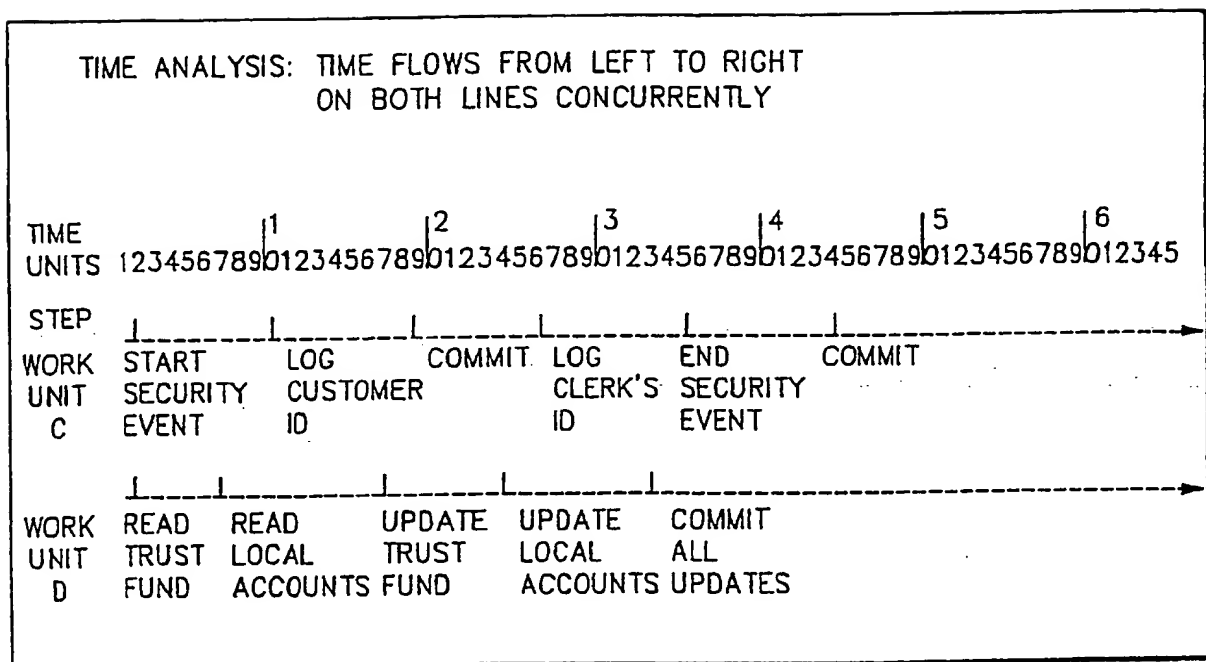 TIME ANALYSIS: TIME FLOWS FROM LEFT TO RIGHT
ON BOTH LINES CONCURRENTLY
1 2 3 4 5 6
TIME
UNITS 12345678901234567890123456789012345678901234567890123456789012345
STEP
WORK START LOG COMMIT LOG END COMMIT
UNIT SECURITY CUSTOMER CLERK'S SECURITY
C EVENT ID ID EVENT
WORK READ READ UPDATE UPDATE COMMIT
UNIT TRUST LOCAL TRUST LOCAL ALL
D FUND ACCOUNTS FUND ACCOUNTS UPDATES